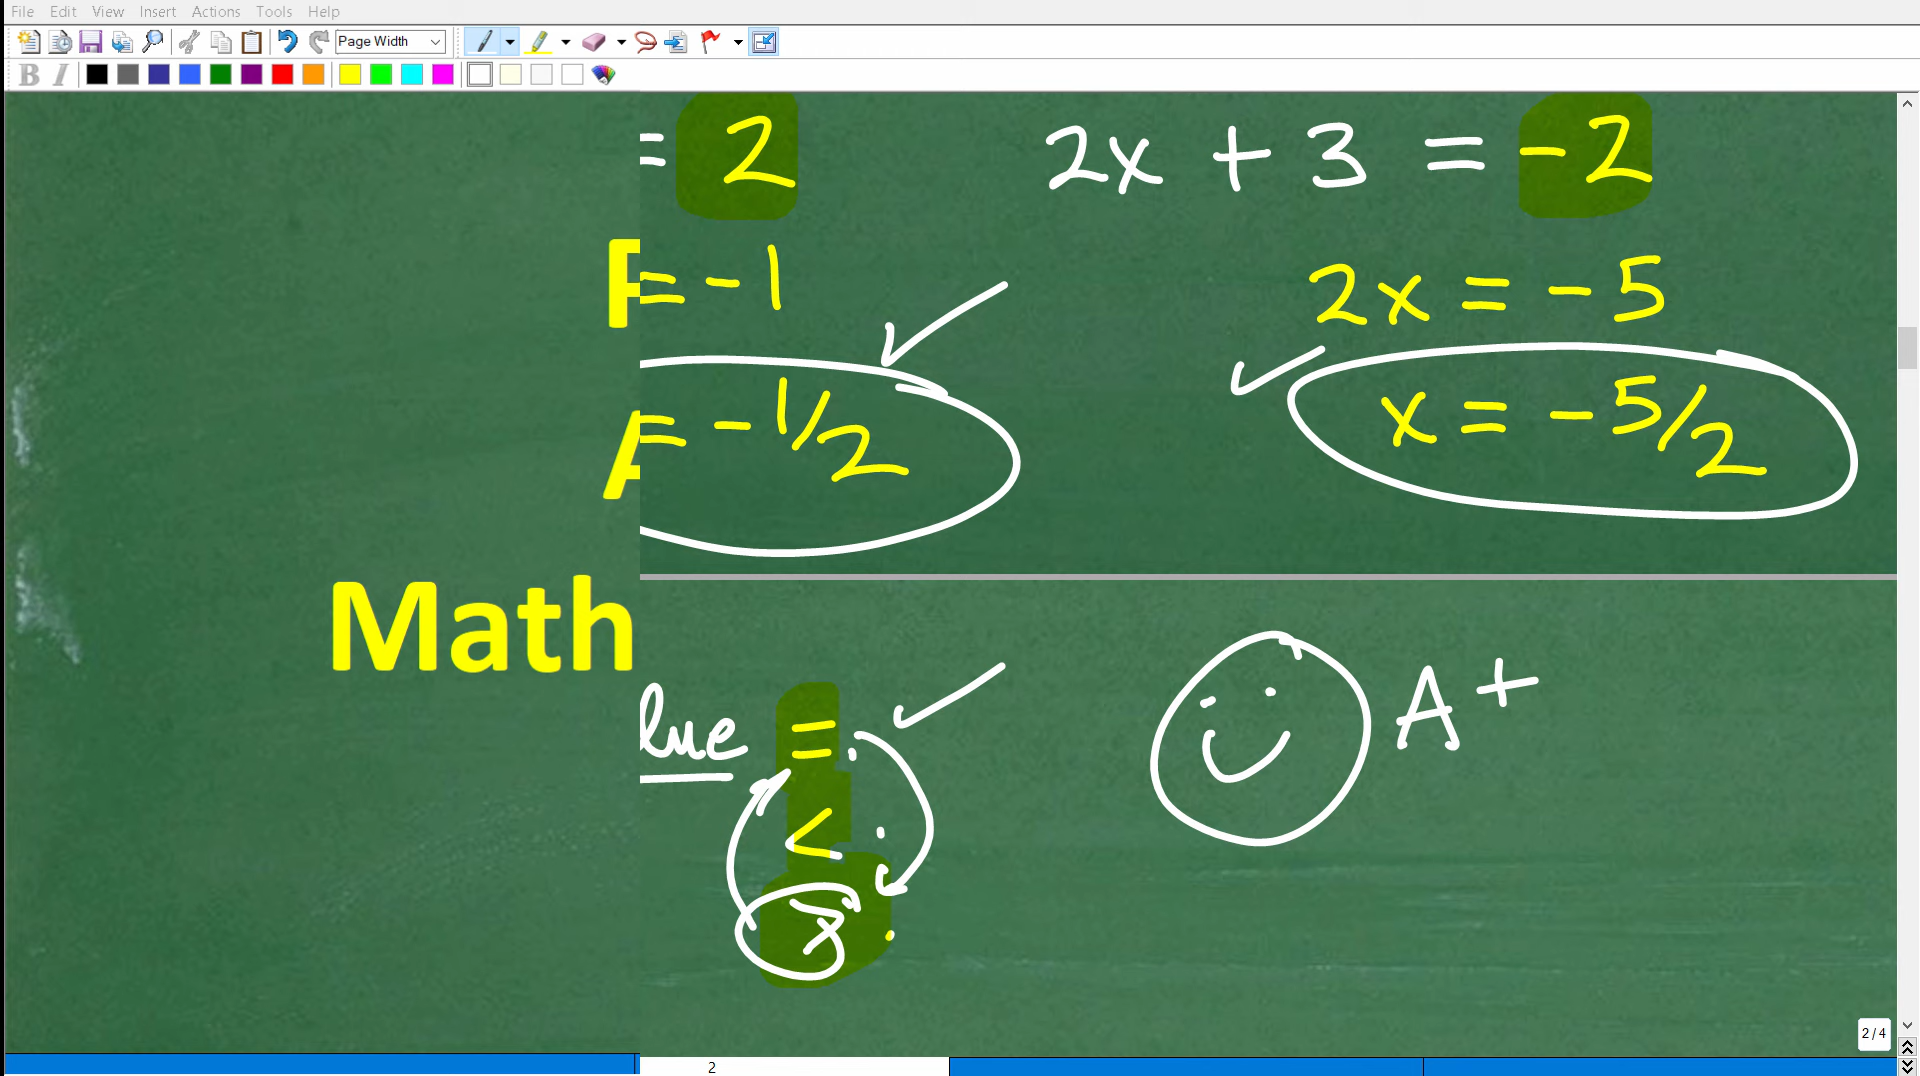 File Edit View Insert Actions Tools Help
Page Width
B I
= 2
2x + 3 = -2
= -1
2x = -5
= -1/2
x = -5/2
Math
lue =
<
A+
2/4
2